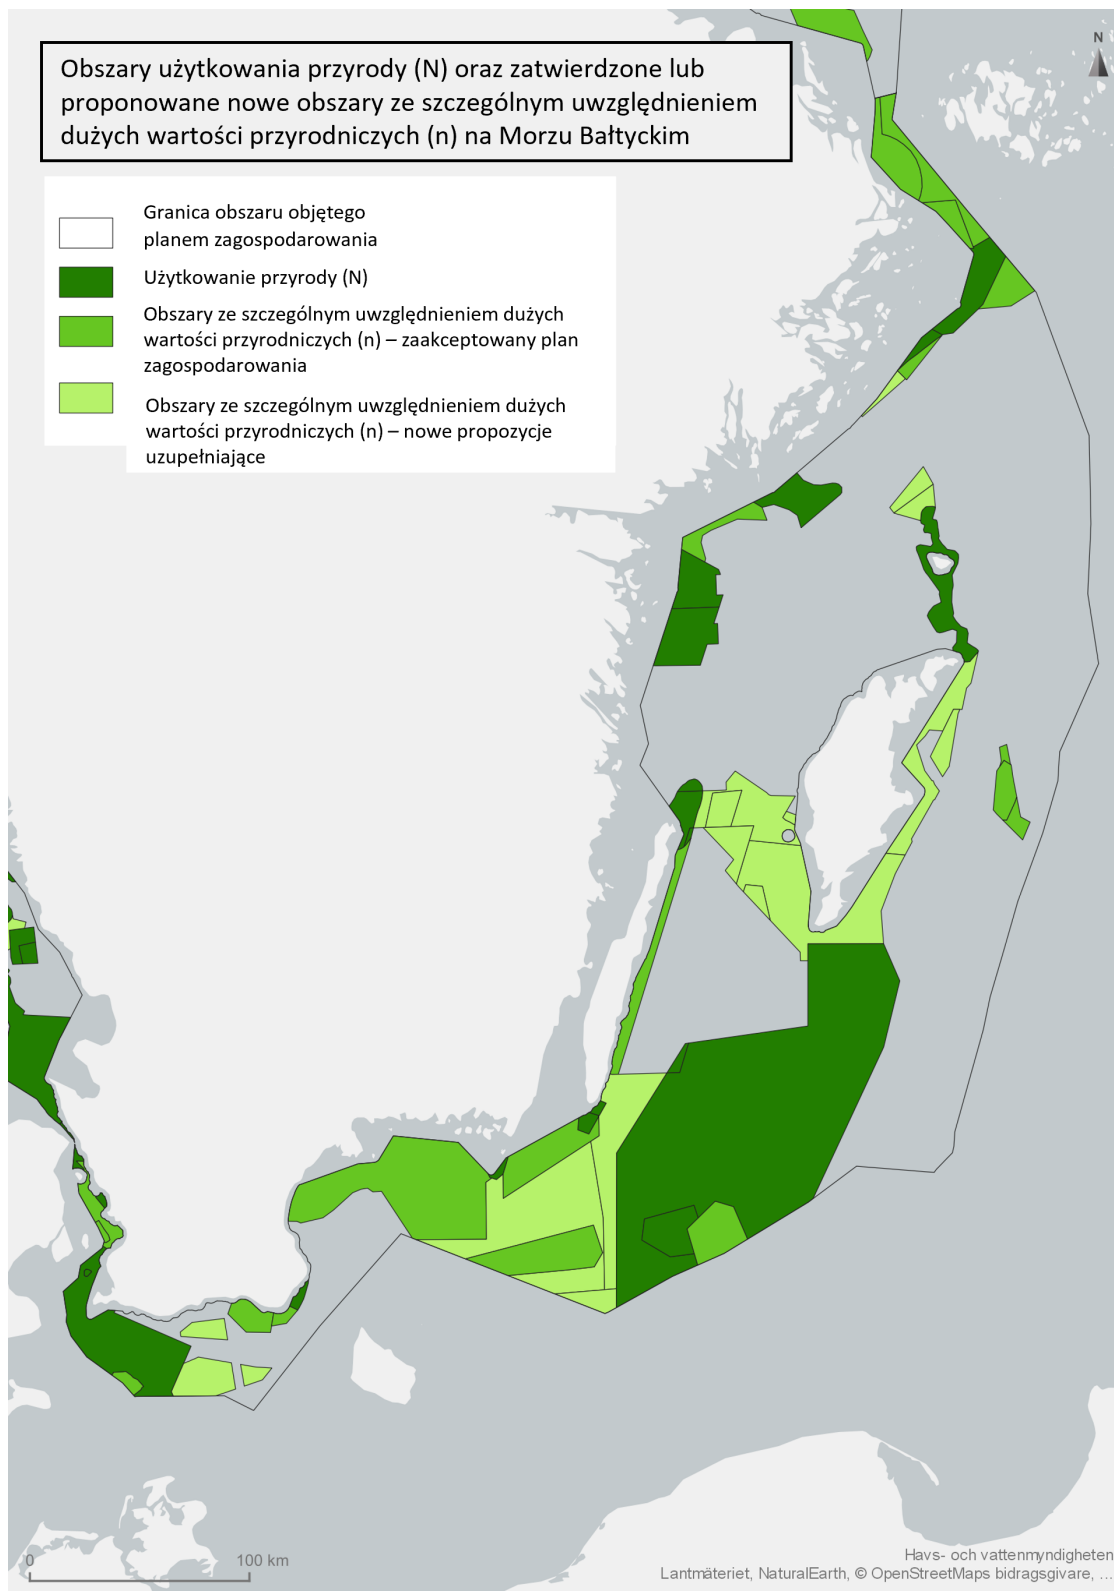 Obszary użytkowania przyrody (N) oraz zatwierdzone lub
proponowane nowe obszary ze szczególnym uwzględnieniem
dużych wartości przyrodniczych (n) na Morzu Bałtyckim
N
Granica obszaru objętego
planem zagospodarowania
Użytkowanie przyrody (N)
Obszary ze szczególnym uwzględnieniem dużych
wartości przyrodniczych (n) – zaakceptowany plan
zagospodarowania
Obszary ze szczególnym uwzględnieniem dużych
wartości przyrodniczych (n) – nowe propozycje
uzupełniające
0 100 km
Havs- och vattenmyndigheten
Lantmäteriet, NaturalEarth, © OpenStreetMaps bidragsgivare, ...